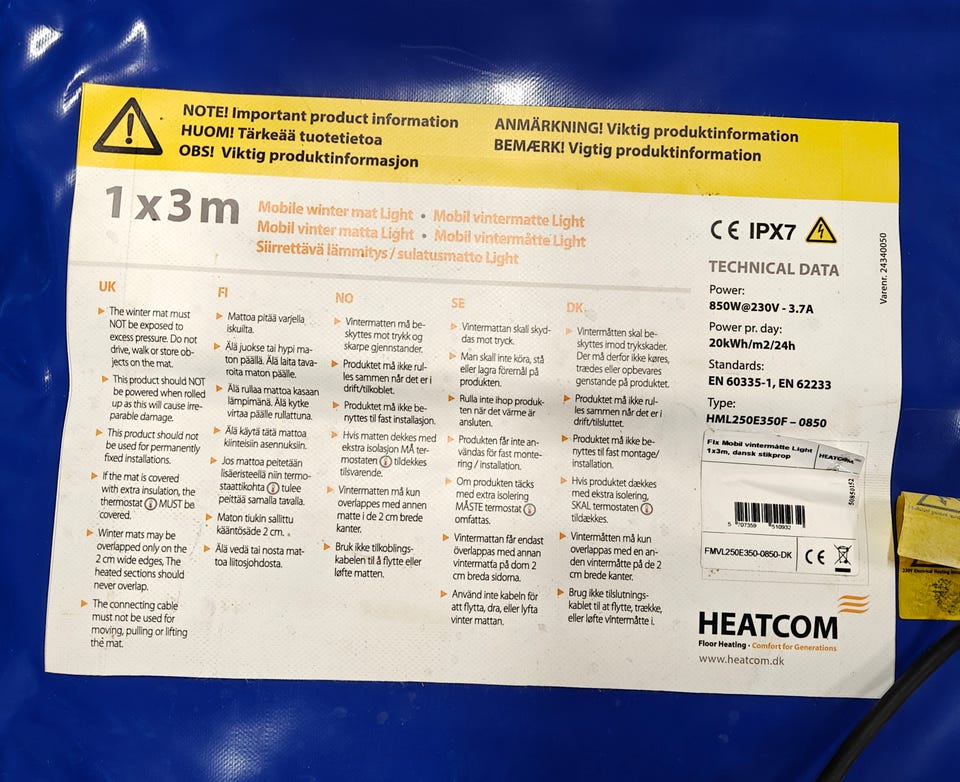 NOTE! Important product information
HUOM! Tärkeää tuotetietoa
OBS! Viktig produktinformasjon
ANMÄRKNING! Viktig produktinformation
BEMÆRK! Vigtig produktinformation
1 x 3 m
Mobile winter mat Light • Mobil vintermatte Light
Mobil vinter matta Light • Mobil vintermåtte Light
Siirrettävä lämmitys / sulatusmatto Light
UK
The winter mat must
NOT be exposed to
excess pressure. Do not
drive, walk or store ob-
jects on the mat.
This product should NOT
be powered when rolled
up as this will cause irre-
parable damage.
This product should not
be used for permanently
fixed installations.
If the mat is covered
with extra insulation, the
thermostat MUST be
covered.
Winter mats may be
overlapped only on the
2 cm wide edges, The
heated sections should
never overlap.
The connecting cable
must not be used for
moving, pulling or lifting
the mat.
FI
Mattoa pitää varjella
iskuilta.
Älä juokse tai hypi ma-
ton päällä. Älä laita tava-
roita maton päälle.
Älä rullaa mattoa kasaan
lämpimänä. Älä kytke
virtaa päälle rullattuna.
Älä käytä tätä mattoa
kiinteisiin asennuksiin.
Jos mattoa peitetään
lisäeristeellä niin termo-
staattikohta tulee
peittää samalla tavalla.
Maton tiukin sallittu
kääntösäde 2 cm.
Älä vedä tai nosta mat-
toa liitosjohdosta.
NO
Vintermatten må be-
skyttes mot trykk og
skarpe gjennstander.
Produktet må ikke rul-
les sammen når det er i
drift/tilkoblet.
Produktet må ikke be-
nyttes til fast installasjon.
Hvis matten dekkes med
ekstra isolasjon MÅ ter-
mostaten tildekkes
tilsvarende.
Vintermatten må kun
overlappes med annen
matte i de 2 cm brede
kanter.
Bruk ikke tilkoblings-
kabelen til å flytte eller
løfte matten.
SE
Vintermattan skall skyd-
das mot tryck.
Man skall inte köra, stå
eller lagra föremål på
produkten.
Rulla inte ihop produk-
ten när det värme är
ansluten.
Produkten får inte an-
vändas för fast monte-
ring / installation.
Om produkten täcks
med extra isolering
MÅSTE termostat
omfattas.
Vintermattan får endast
överlappas med annan
vintermatta på dom 2
cm breda sidorna.
Använd inte kabeln för
att flytta, dra, eller lyfta
vinter mattan.
DK
Vintermåtten skal be-
skyttes imod trykskader.
Der må derfor ikke køres,
trædes eller opbevares
genstande på produktet.
Produktet må ikke rul-
les sammen når det er i
drift/tilsluttet.
Produktet må ikke be-
nyttes til fast montage/
installation.
Hvis produktet dækkes
med ekstra isolering,
SKAL termostaten
tildækkes.
Vintermåtten må kun
overlappes med en an-
den vintermåtte på de 2
cm brede kanter.
Brug ikke tilslutnings-
kablet til at flytte, trække,
eller løfte vintermåtte i.
CE IPX7
TECHNICAL DATA
Power:
850W@230V - 3.7A
Power pr. day:
20kWh/m2/24h
Standards:
EN 60335-1, EN 62233
Type:
HML250E350F – 0850
Varenr. 24340050
Fix Mobil vintermåtte Light
1x3m, dansk stikprop
HEATCOM
5 107359 510932
FMVL250E350-0850-DK
CE
HEATCOM
Floor Heating - Comfort for Generations
www.heatcom.dk